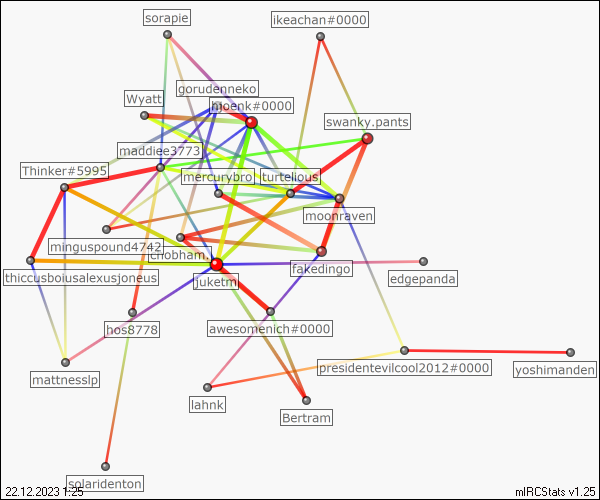 sorapie
ikeachan#0000
gorudenneko
Wyatt
moenk#0000
swanky.pants
maddiee3773
Thinker#5995
mercurybro
turtelious
moonraven
minguspound4742
chobham.
fakedingo
edgepanda
thiccusboiusalexusjoneus
juketm
hos8778
awesomenich#0000
mattnesslp
presidentevilcool2012#0000
yoshimanden
lahnk
Bertram
solaridenton
22.12.2023 1:25
mIRCStats v1.25